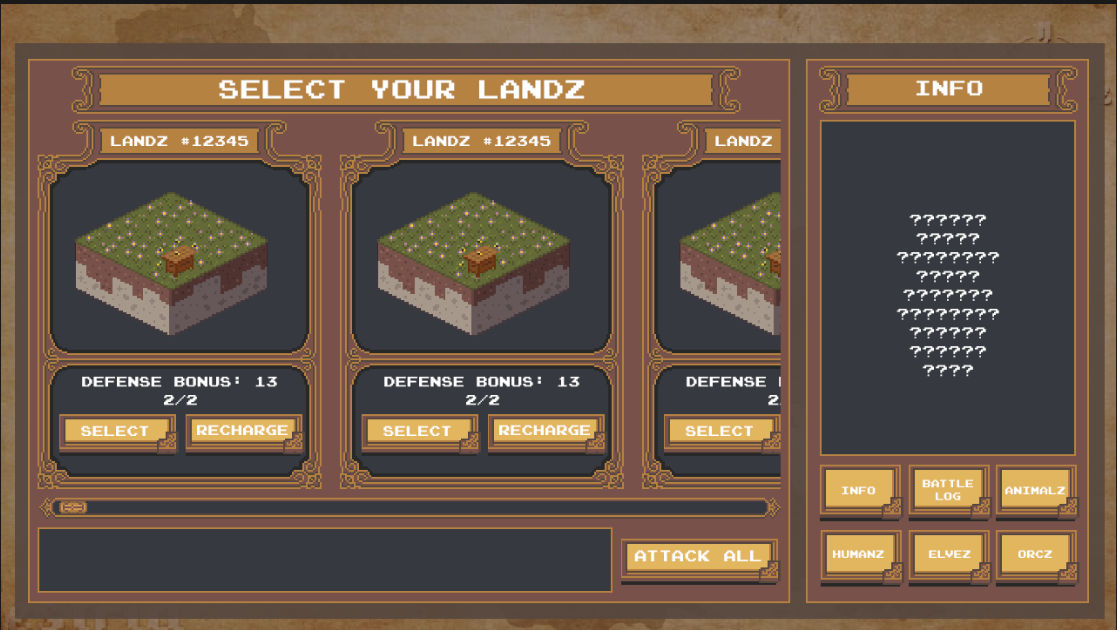 SELECT YOUR LANDZ
LANDZ #12345
DEFENSE BONUS: 13
2/2
SELECT
RECHARGE
LANDZ #12345
DEFENSE BONUS: 13
2/2
SELECT
RECHARGE
LANDZ
DEFENSE
2
SELECT
ATTACK ALL
INFO
??????
?????
????????
?????
???????
????????
??????
??????
????
INFO
BATTLE
LOG
ANIMALZ
HUMANZ
ELVEZ
ORCZ